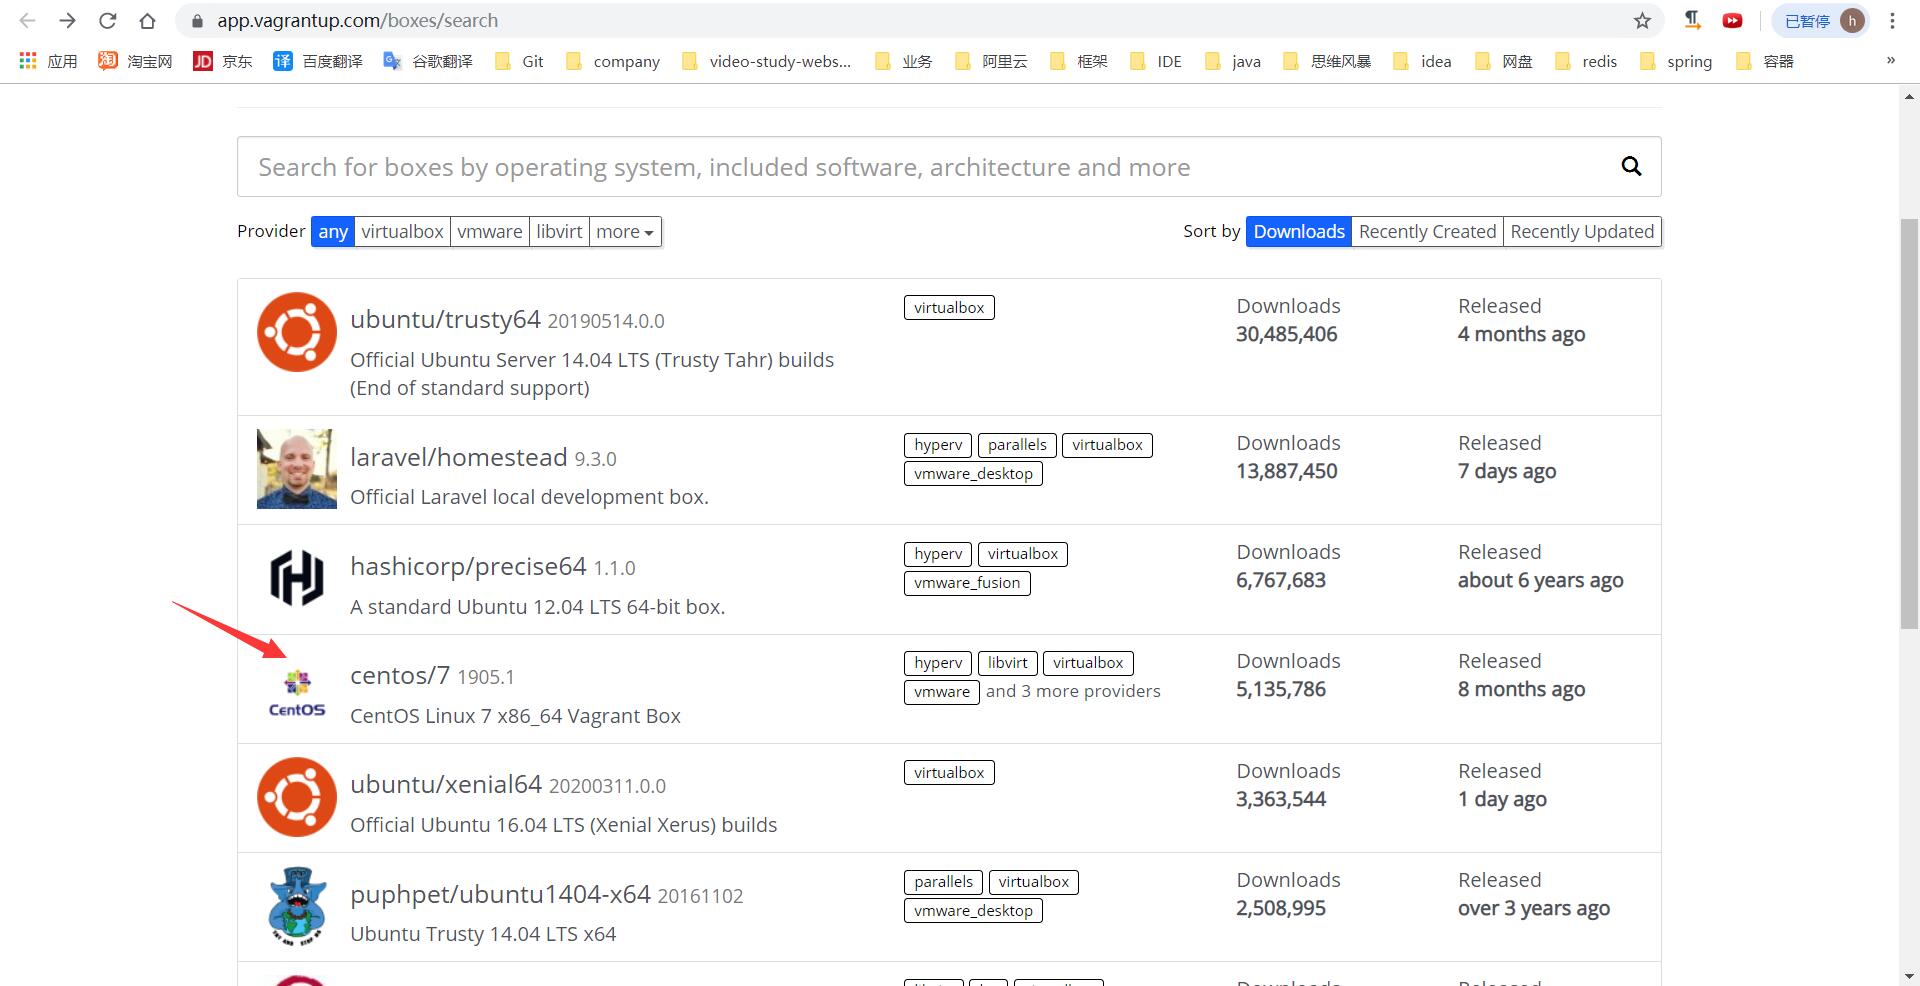 app.vagrantup.com/boxes/search
已暂停 h
应用 淘宝网 JD 京东 译 百度翻译 谷歌翻译 Git company video-study-webs... 业务 阿里云 框架 IDE java 思维风暴 idea 网盘 redis spring 容器 »
Search for boxes by operating system, included software, architecture and more
Provider any virtualbox vmware libvirt more Sort by Downloads Recently Created Recently Updated
ubuntu/trusty64 20190514.0.0 virtualbox Downloads Released
30,485,406 4 months ago
Official Ubuntu Server 14.04 LTS (Trusty Tahr) builds
(End of standard support)
laravel/homestead 9.3.0 hyperv parallels virtualbox Downloads Released
vmware_desktop 13,887,450 7 days ago
Official Laravel local development box.
hashicorp/precise64 1.1.0 hyperv virtualbox Downloads Released
vmware_fusion 6,767,683 about 6 years ago
A standard Ubuntu 12.04 LTS 64-bit box.
centos/7 1905.1 hyperv libvirt virtualbox Downloads Released
CentOS vmware and 3 more providers 5,135,786 8 months ago
CentOS Linux 7 x86_64 Vagrant Box
ubuntu/xenial64 20200311.0.0 virtualbox Downloads Released
3,363,544 1 day ago
Official Ubuntu 16.04 LTS (Xenial Xerus) builds
puphpet/ubuntu1404-x64 20161102 parallels virtualbox Downloads Released
vmware_desktop 2,508,995 over 3 years ago
Ubuntu Trusty 14.04 LTS x64